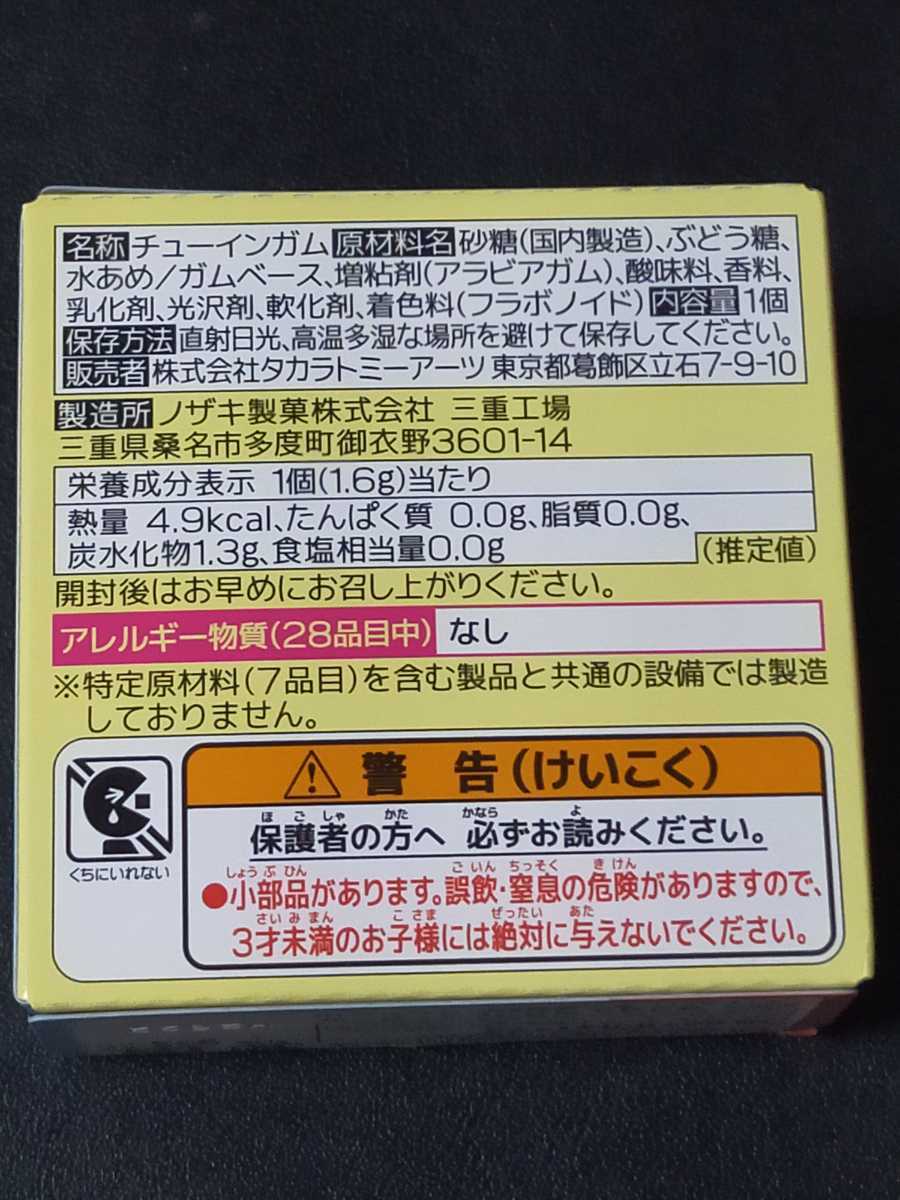 名称 チューインガム 原材料名 砂糖(国内製造)、ぶどう糖、
水あめ/ガムベース、増粘剤(アラビアガム)、酸味料、香料、
乳化剤、光沢剤、軟化剤、着色料(フラボノイド) 内容量 1個
保存方法 直射日光、高温多湿な場所を避けて保存してください。
販売者 株式会社タカラトミーアーツ 東京都葛飾区立石7-9-10
製造所 ノザキ製菓株式会社 三重工場
三重県桑名市多度町御衣野3601-14
栄養成分表示 1個(1.6g)当たり
熱量 4.9kcal、たんぱく質 0.0g、脂質0.0g、
炭水化物1.3g、食塩相当量0.0g
(推定値)
開封後はお早めにお召し上がりください。
アレルギー物質(28品目中) なし
※特定原材料(7品目)を含む製品と共通の設備では製造
しておりません。
くちにいれない
警 告(けいこく)
ほごしゃ かた かなら よ
保護者の方へ 必ずお読みください。
しょうぶひん ごいん ちっそく きけん
●小部品があります。誤飲・窒息の危険がありますので、
さいみまん こさま ぜったい あた
3才未満のお子様には絶対に与えないでください。